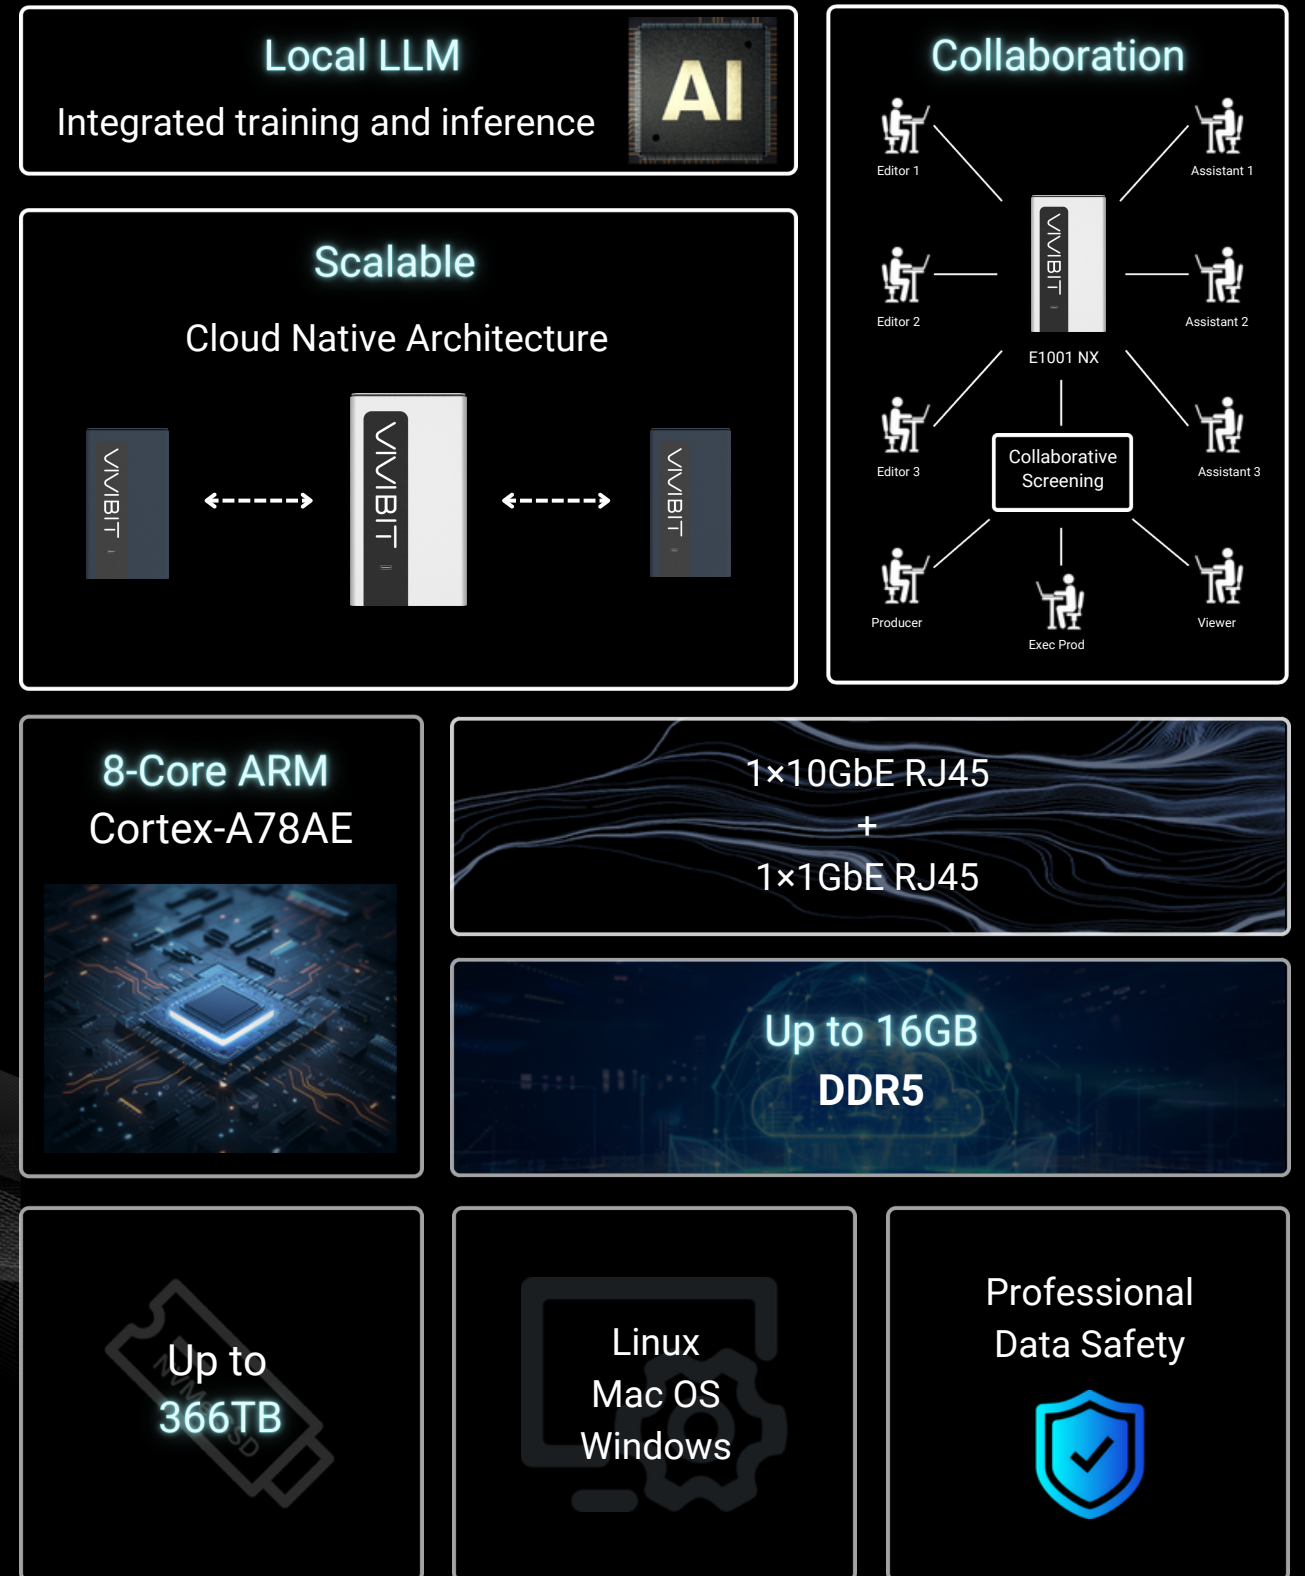 Local LLM
Integrated training and inference
AI
Collaboration
Editor 1
Assistant 1
VIVIBIT
Editor 2
Assistant 2
E1001 NX
Editor 3
Assistant 3
Collaborative
Screening
Producer
Exec Prod
Viewer
Scalable
Cloud Native Architecture
VIVIBIT
VIVIBIT
VIVIBIT
8-Core ARM
Cortex-A78AE
1×10GbE RJ45
+
1×1GbE RJ45
Up to 16GB
DDR5
Up to
366TB
Linux
Mac OS
Windows
Professional
Data Safety